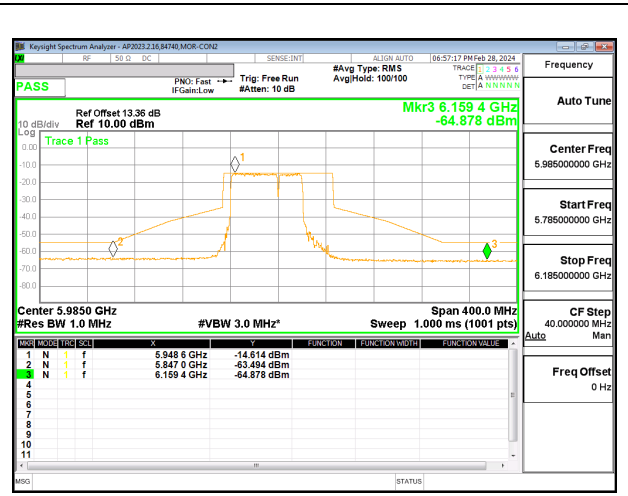 Keysight Spectrum Analyzer - AP2023.2.16,84740,MOR-CON2
RF 50 Ω DC SENSE:INT ALIGN AUTO 06:57:17 PM Feb 28, 2024
PASS
PNO: Fast
IFGain:Low
Trig: Free Run
#Atten: 10 dB
#Avg Type: RMS
Avg|Hold: 100/100
TRACE 1 2 3 4 5 6
TYPE A WWWWW
DET A N N N N N
Ref Offset 13.36 dB
10 dB/div Ref 10.00 dBm
Mkr3 6.159 4 GHz
-64.878 dBm
Log
Trace 1 Pass
0.00
-10.0
-20.0
-30.0
-40.0
-50.0
-60.0
-70.0
-80.0
1
2
3
Center 5.9850 GHz Span 400.0 MHz
#Res BW 1.0 MHz #VBW 3.0 MHz* Sweep 1.000 ms (1001 pts)
MKR MODE TRC SCL X Y FUNCTION FUNCTION WIDTH FUNCTION VALUE
1 N 1 f 5.948 6 GHz -14.614 dBm
2 N 1 f 5.847 0 GHz -63.494 dBm
3 N 1 f 6.159 4 GHz -64.878 dBm
4
5
6
7
8
9
10
11
MSG STATUS
Frequency
Auto Tune
Center Freq
5.985000000 GHz
Start Freq
5.785000000 GHz
Stop Freq
6.185000000 GHz
CF Step
40.000000 MHz
Auto Man
Freq Offset
0 Hz